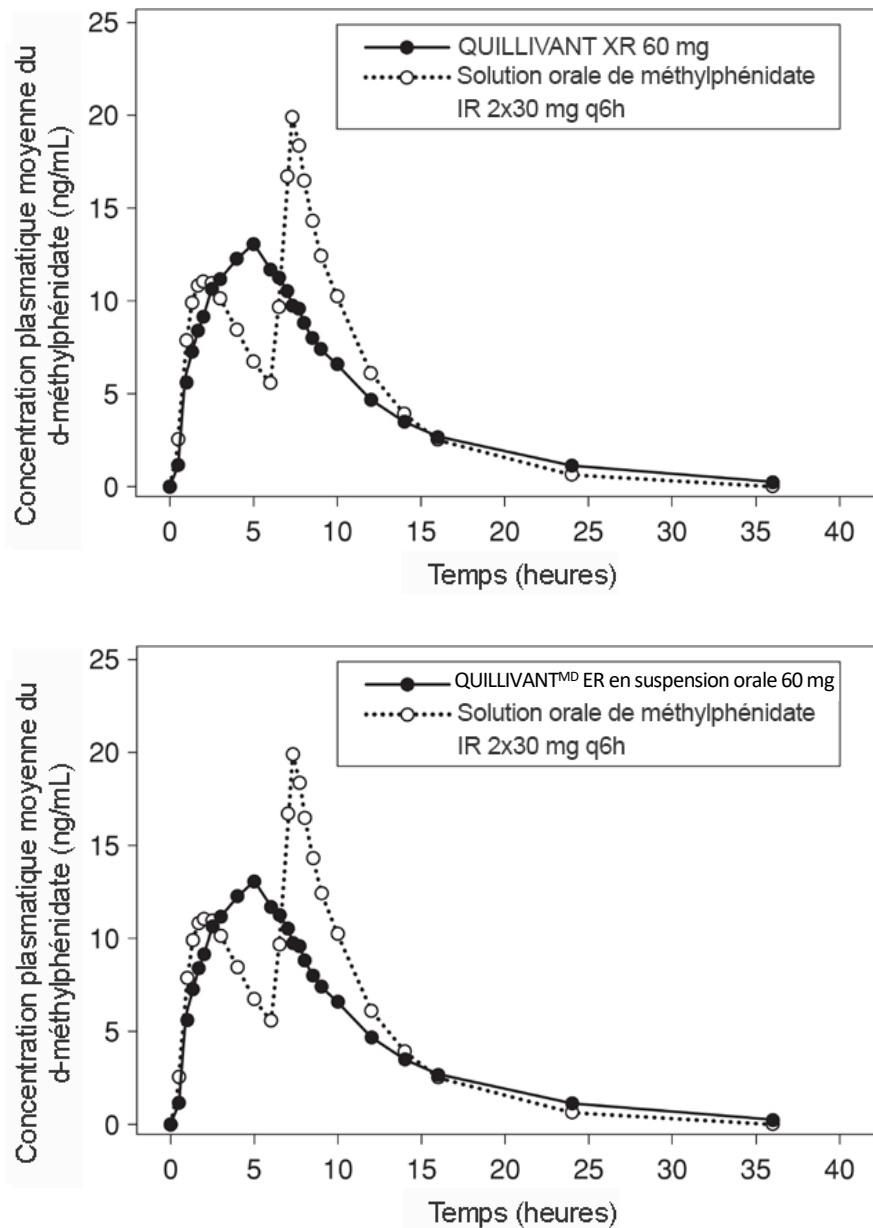 25
20
15
10
5
0
Concentration plasmatique moyenne du
d-méthylphénidate (ng/mL)
QUILLIVANT XR 60 mg
Solution orale de méthylphénidate
IR 2x30 mg q6h
0 5 10 15 20 25 30 35 40
Temps (heures)
25
20
15
10
5
0
Concentration plasmatique moyenne du
d-méthylphénidate (ng/mL)
QUILLIVANTᴹᴰ ER en suspension orale 60 mg
Solution orale de méthylphénidate
IR 2x30 mg q6h
0 5 10 15 20 25 30 35 40
Temps (heures)